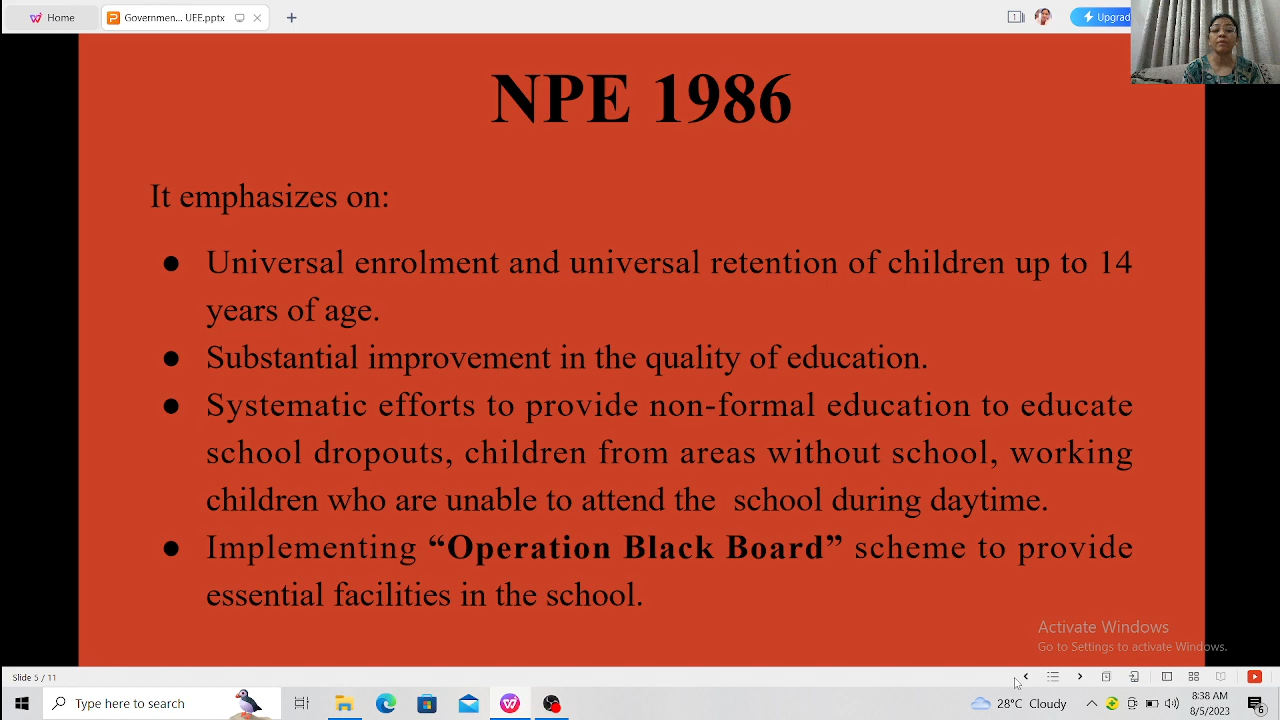 Home
Governmen... UEE.pptx
1
Upgrad
NPE 1986
It emphasizes on:
● Universal enrolment and universal retention of children up to 14
years of age.
● Substantial improvement in the quality of education.
● Systematic efforts to provide non-formal education to educate
school dropouts, children from areas without school, working
children who are unable to attend the school during daytime.
● Implementing “Operation Black Board” scheme to provide
essential facilities in the school.
Activate Windows
Go to Settings to activate Windows.
Slide 5 / 11
Type here to search
28°C Cloudy
8:38 AM
8/5/2023
6